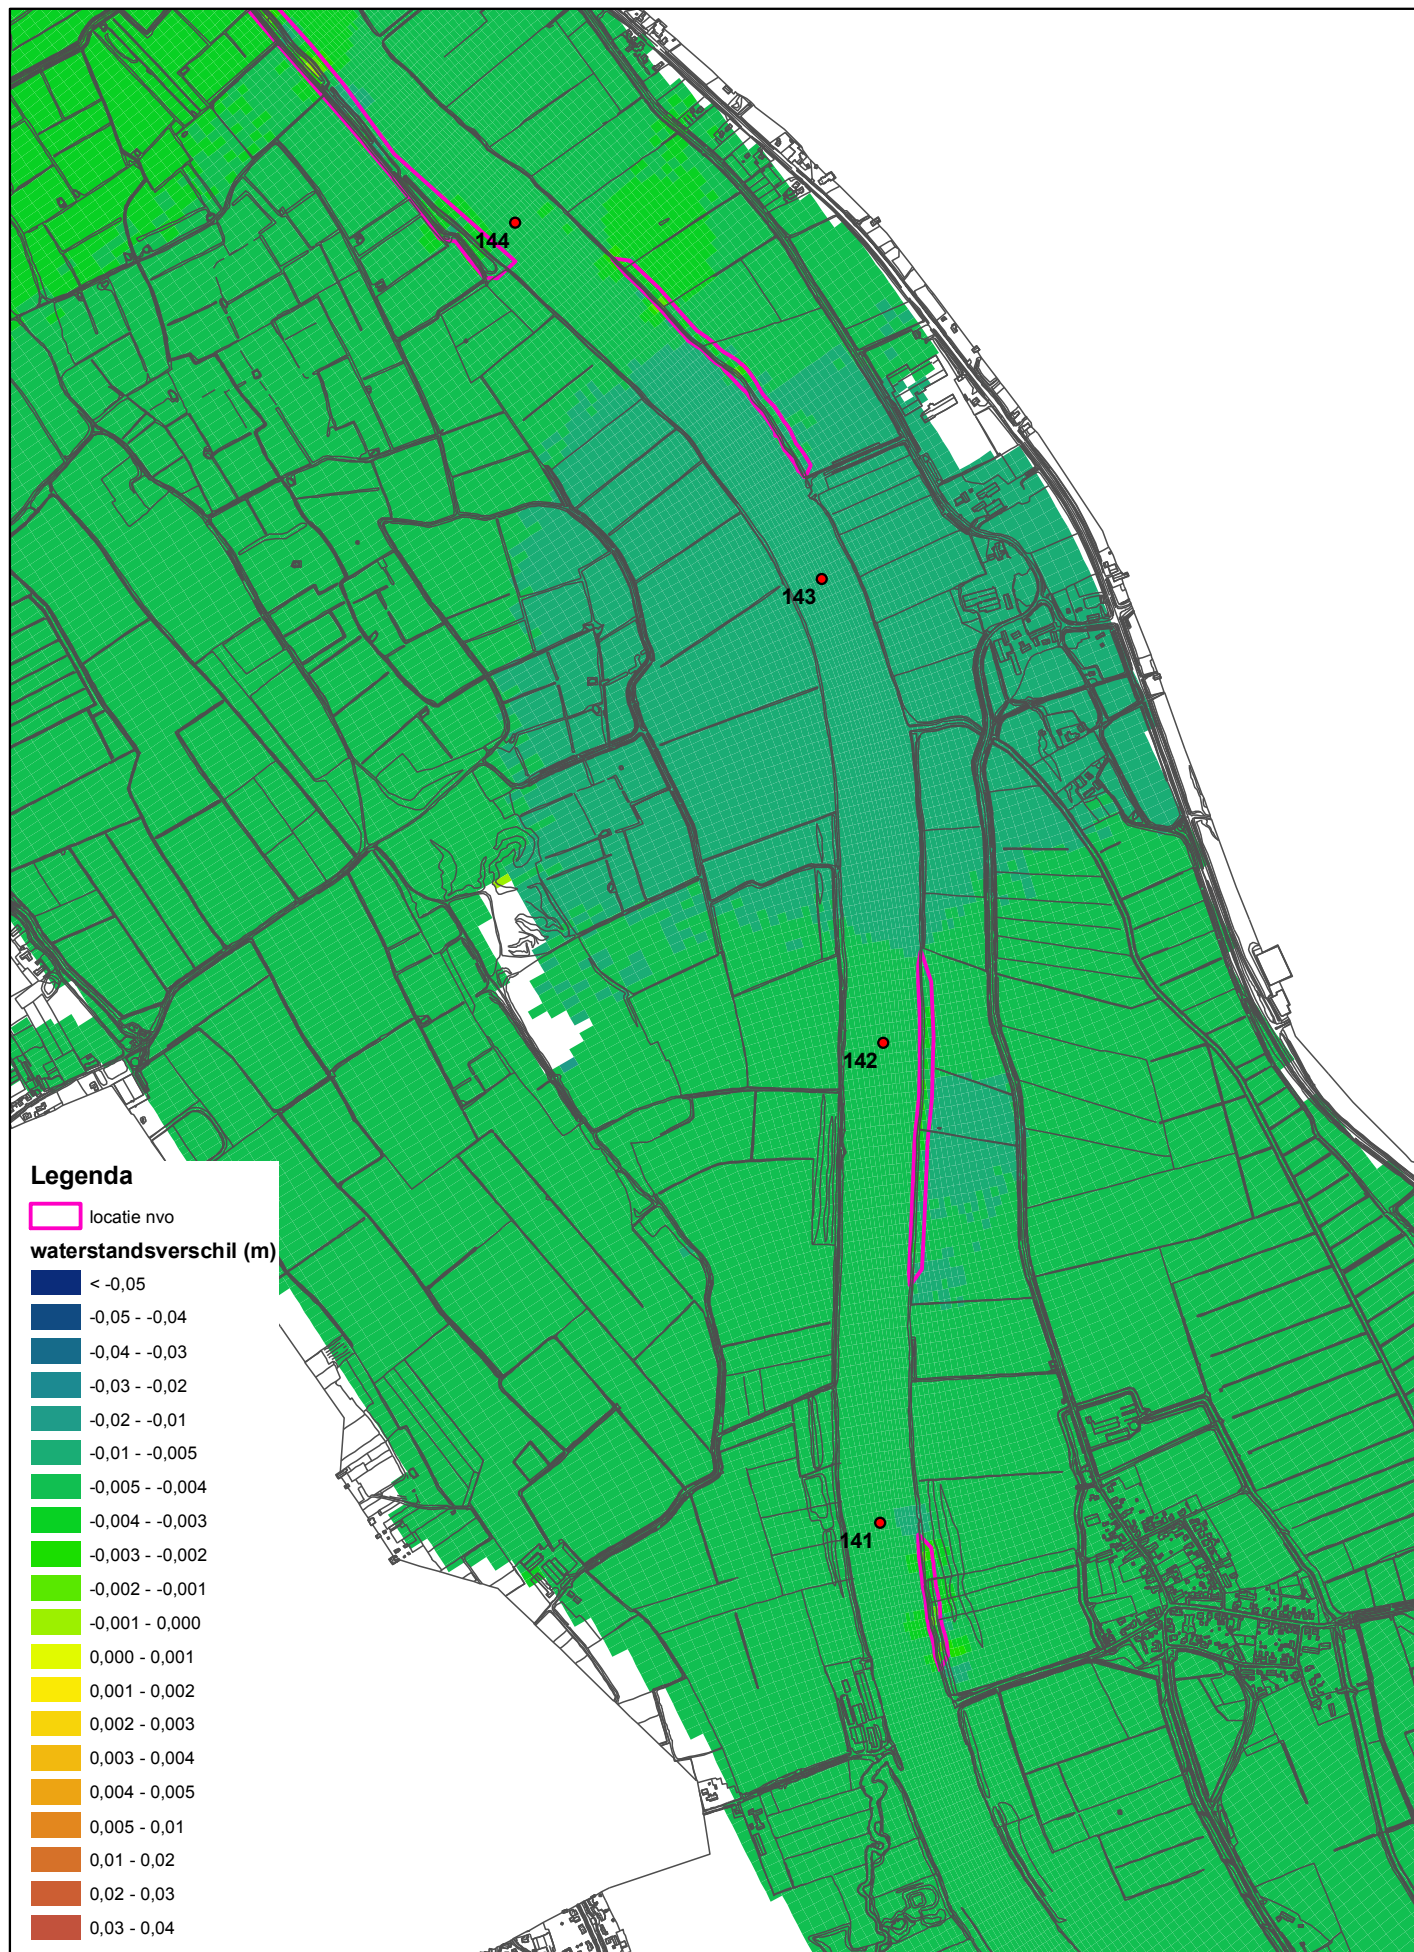 144
143
142
141
Legenda
locatie nvo
waterstandsverschil (m)
< -0,05
-0,05 - -0,04
-0,04 - -0,03
-0,03 - -0,02
-0,02 - -0,01
-0,01 - -0,005
-0,005 - -0,004
-0,004 - -0,003
-0,003 - -0,002
-0,002 - -0,001
-0,001 - 0,000
0,000 - 0,001
0,001 - 0,002
0,002 - 0,003
0,003 - 0,004
0,004 - 0,005
0,005 - 0,01
0,01 - 0,02
0,02 - 0,03
0,03 - 0,04